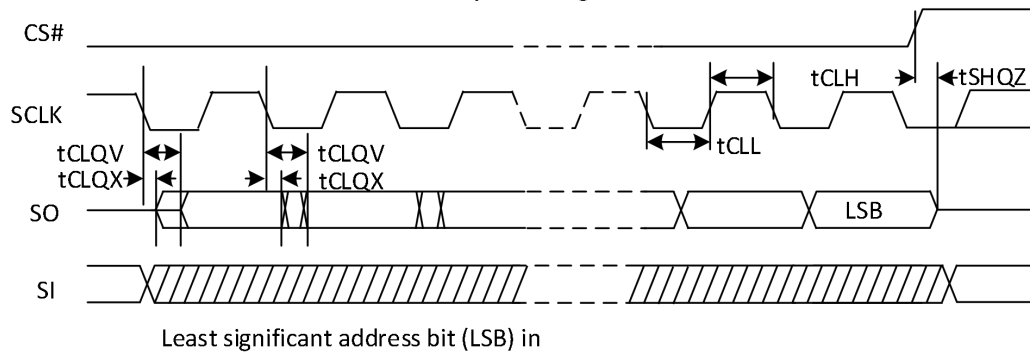 CS#
tCLH
tSHQZ
SCLK
tCLQV
tCLQV
tCLL
tCLQX
tCLQX
SO
LSB
SI
Least significant address bit (LSB) in